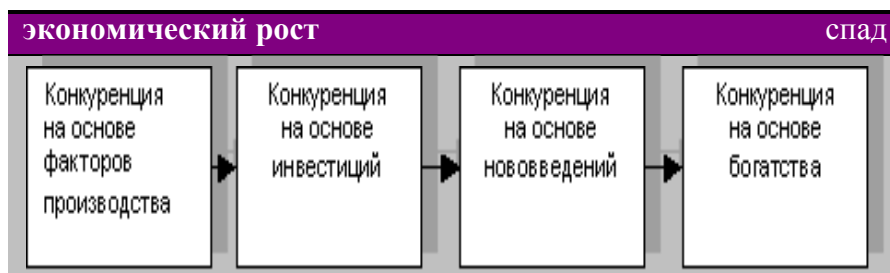 экономический рост спад
Конкуренция
на основе
факторов
производства
Конкуренция
на основе
инвестиций
Конкуренция
на основе
нововведений
Конкуренция
на основе
богатства